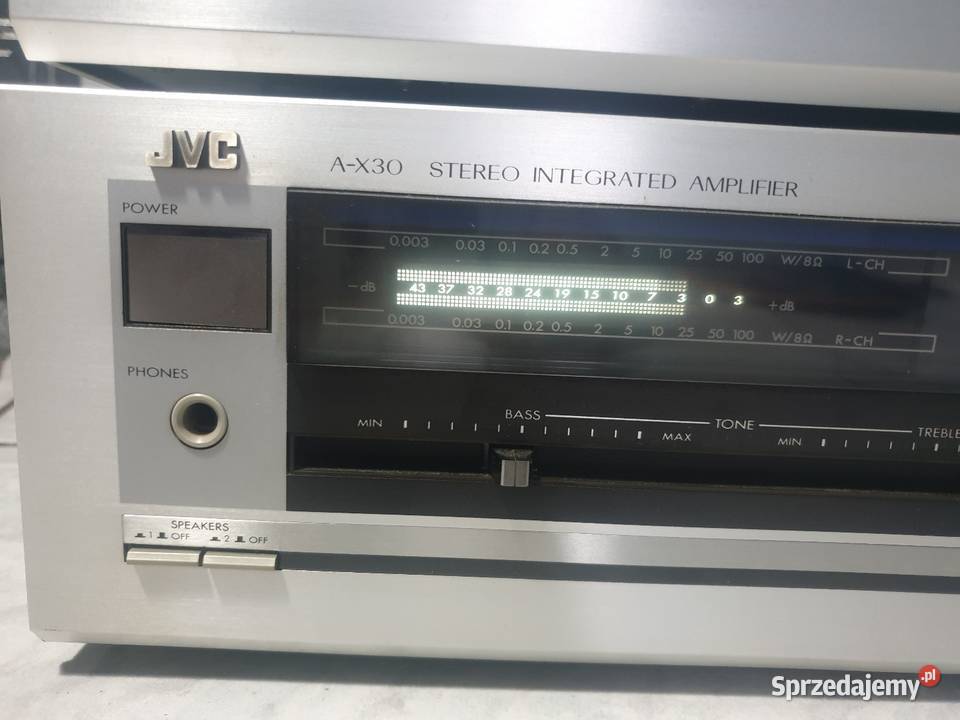 JVC
A-X30 STEREO INTEGRATED AMPLIFIER
POWER
0.003 0.03 0.1 0.2 0.5 2 5 10 25 50 100 W/8Ω L-CH
-dB 43 37 32 28 24 19 15 10 7 3 0 3 +dB
0.003 0.03 0.1 0.2 0.5 2 5 10 25 50 100 W/8Ω R-CH
PHONES
BASS TONE TREBLE
MIN MAX MIN
SPEAKERS
1 OFF 2 OFF
Sprzedajemy.pl